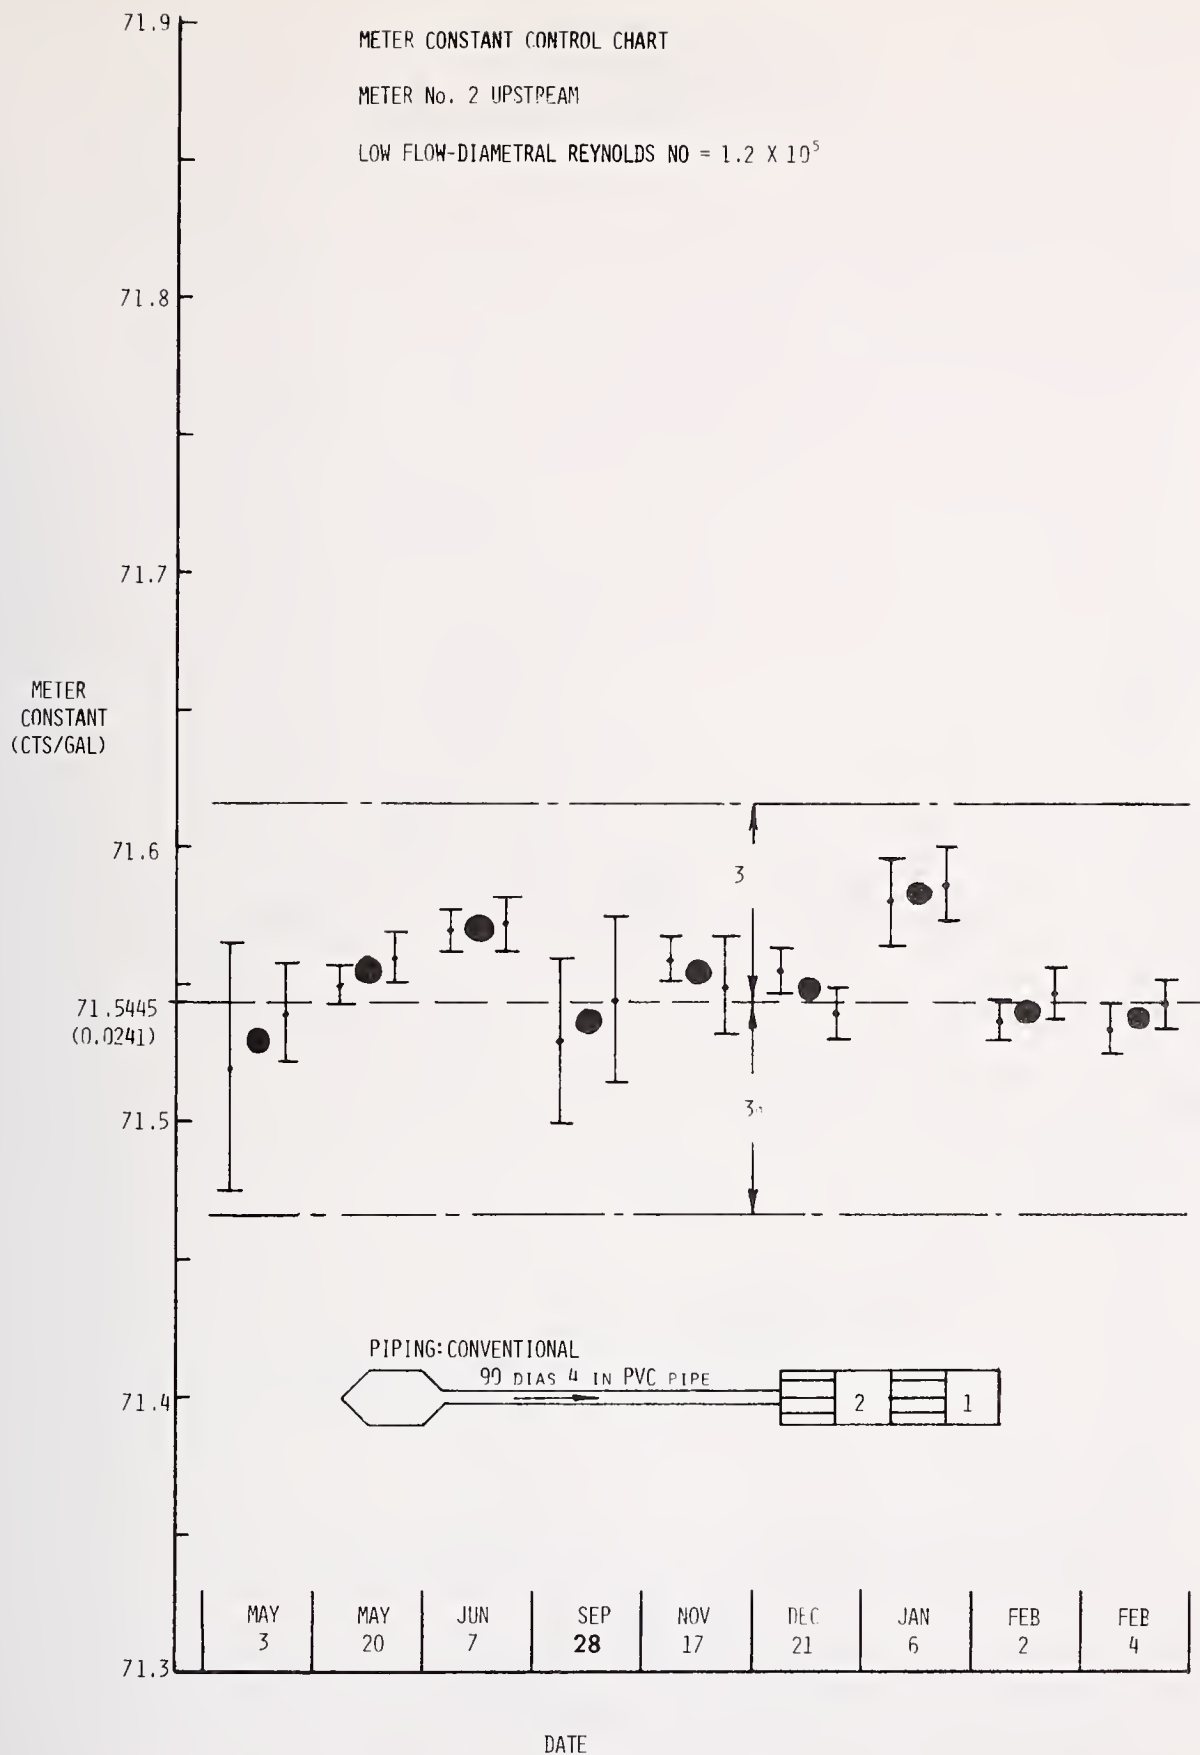 METER CONSTANT CONTROL CHART
METER No. 2 UPSTREAM
LOW FLOW-DIAMETRAL REYNOLDS NO = 1.2 X 10⁵
71.9
71.8
71.7
METER
CONSTANT
(CTS/GAL)
71.6
3
71.5445
(0.0241)
3σ
71.5
PIPING:CONVENTIONAL
90 DIAS 4 IN PVC PIPE
71.4
2
1
MAY
3
MAY
20
JUN
7
SEP
28
NOV
17
DEC
21
JAN
6
FEB
2
FEB
4
71.3
DATE